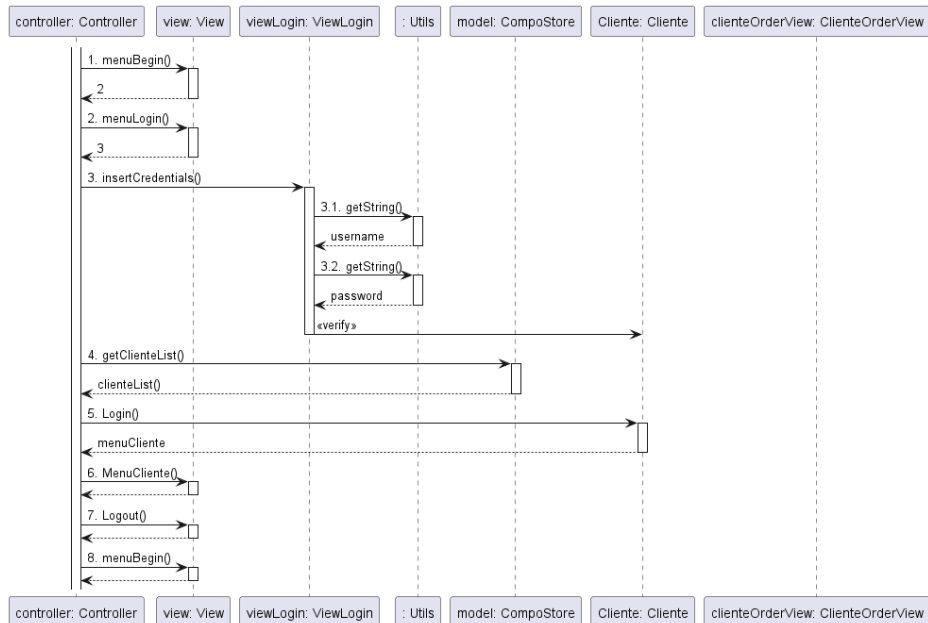 controller: Controller
view: View
viewLogin: ViewLogin
: Utils
model: CompoStore
Cliente: Cliente
clienteOrderView: ClienteOrderView
1. menuBegin()
2
2. menuLogin()
3
3. insertCredentials()
3.1. getString()
username
3.2. getString()
password
«verify»
4. getClienteList()
clienteList()
5. Login()
menuCliente
6. MenuCliente()
7. Logout()
8. menuBegin()
controller: Controller
view: View
viewLogin: ViewLogin
: Utils
model: CompoStore
Cliente: Cliente
clienteOrderView: ClienteOrderView